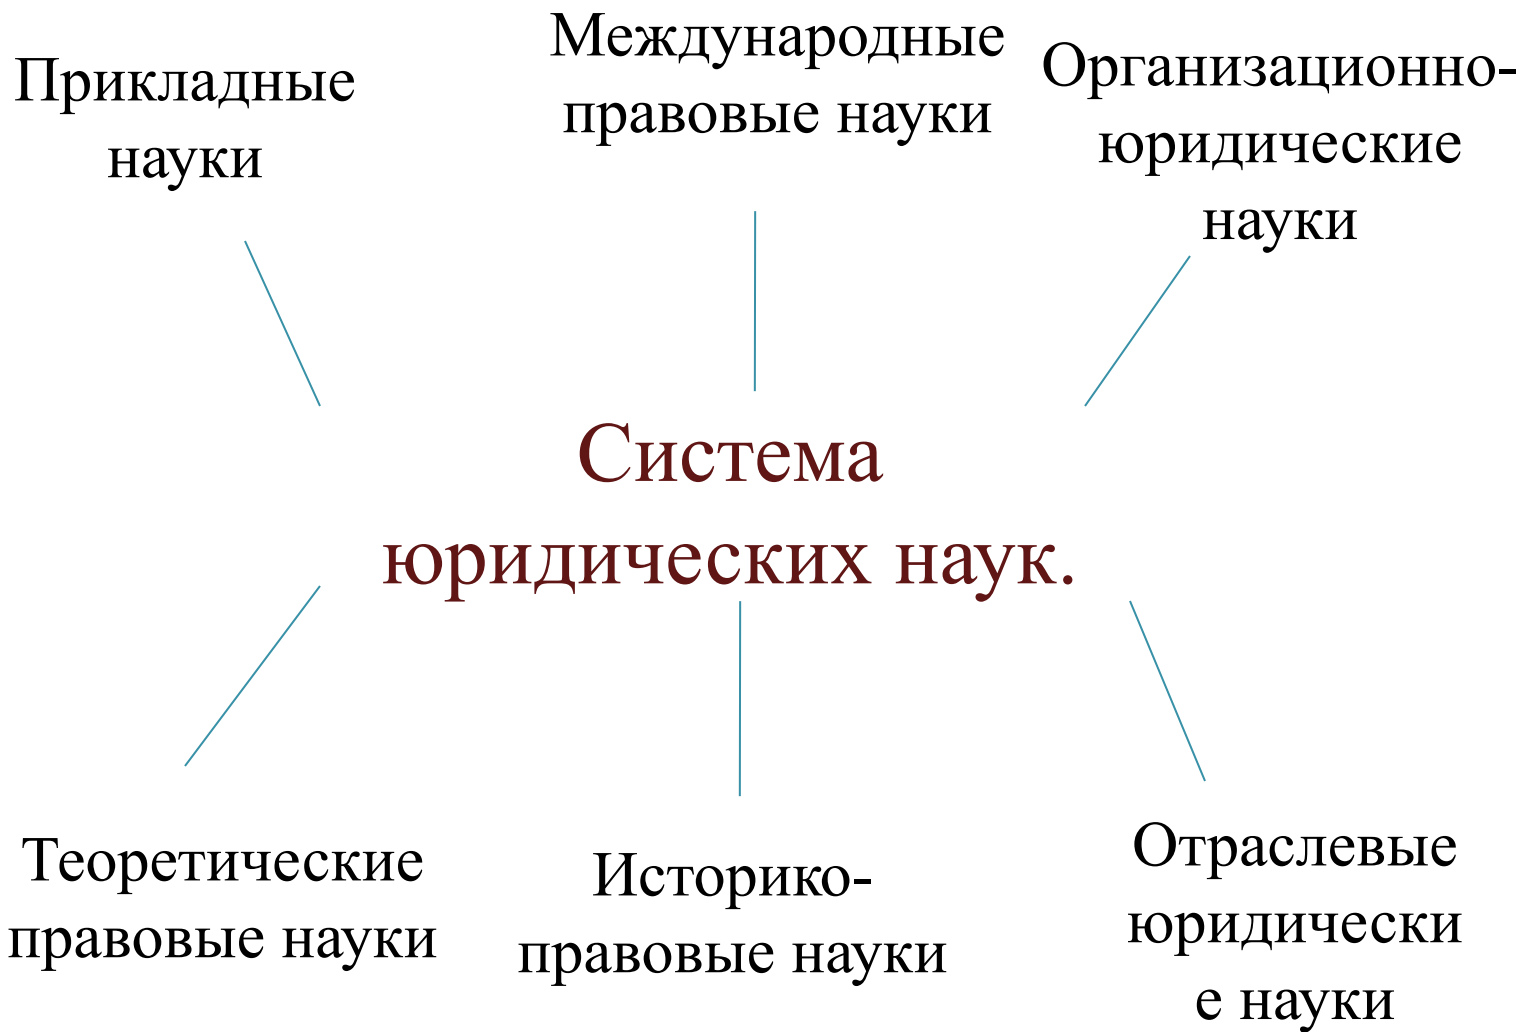 Прикладные
науки
Международные
правовые науки
Организационно-
юридические
науки
Система
юридических наук.
Теоретические
правовые науки
Историко-
правовые науки
Отраслевые
юридически
е науки